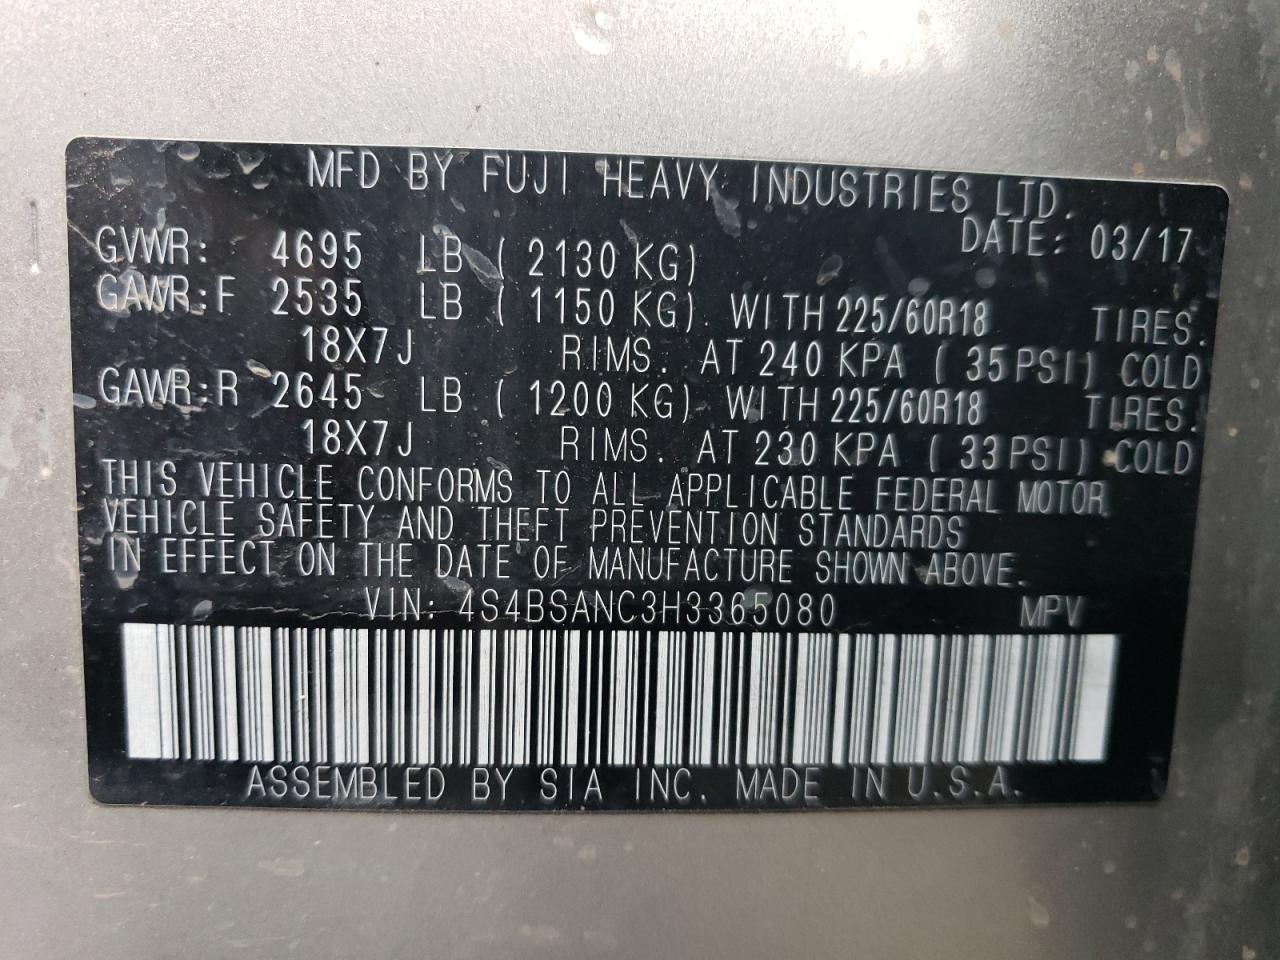 MFD BY FUJI HEAVY INDUSTRIES LTD.
DATE: 03/17
GVWR: 4695 LB ( 2130 KG)
GAWR:F 2535 LB ( 1150 KG) WITH 225/60R18 TIRES.
18X7J RIMS. AT 240 KPA ( 35 PSI) COLD
GAWR:R 2645 LB ( 1200 KG) WITH 225/60R18 TIRES.
18X7J RIMS. AT 230 KPA ( 33 PSI) COLD
THIS VEHICLE CONFORMS TO ALL APPLICABLE FEDERAL MOTOR
VEHICLE SAFETY AND THEFT PREVENTION STANDARDS
IN EFFECT ON THE DATE OF MANUFACTURE SHOWN ABOVE.
VIN: 4S4BSANC3H3365080 MPV
ASSEMBLED BY SIA INC. MADE IN U.S.A.